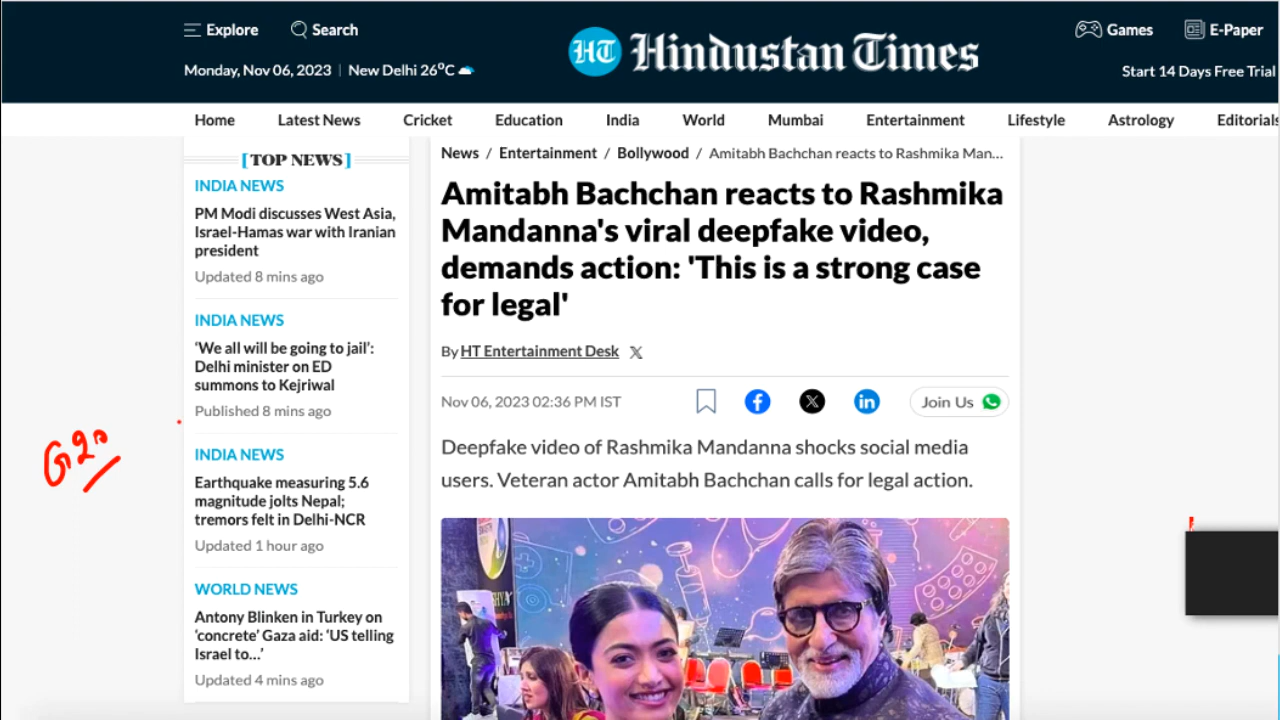 Explore
Search
Games
E-Paper
HT Hindustan Times
Monday, Nov 06, 2023 | New Delhi 26°C
Start 14 Days Free Trial
Home Latest News Cricket Education India World Mumbai Entertainment Lifestyle Astrology Editorials
[ TOP NEWS ]
INDIA NEWS
PM Modi discusses West Asia,
Israel-Hamas war with Iranian
president
Updated 8 mins ago
INDIA NEWS
‘We all will be going to jail’:
Delhi minister on ED
summons to Kejriwal
Published 8 mins ago
INDIA NEWS
Earthquake measuring 5.6
magnitude jolts Nepal;
tremors felt in Delhi-NCR
Updated 1 hour ago
WORLD NEWS
Antony Blinken in Turkey on
‘concrete’ Gaza aid: ‘US telling
Israel to...’
Updated 4 mins ago
News / Entertainment / Bollywood / Amitabh Bachchan reacts to Rashmika Man...
Amitabh Bachchan reacts to Rashmika
Mandanna's viral deepfake video,
demands action: 'This is a strong case
for legal'
By HT Entertainment Desk
Nov 06, 2023 02:36 PM IST
Join Us
Deepfake video of Rashmika Mandanna shocks social media
users. Veteran actor Amitabh Bachchan calls for legal action.
G20